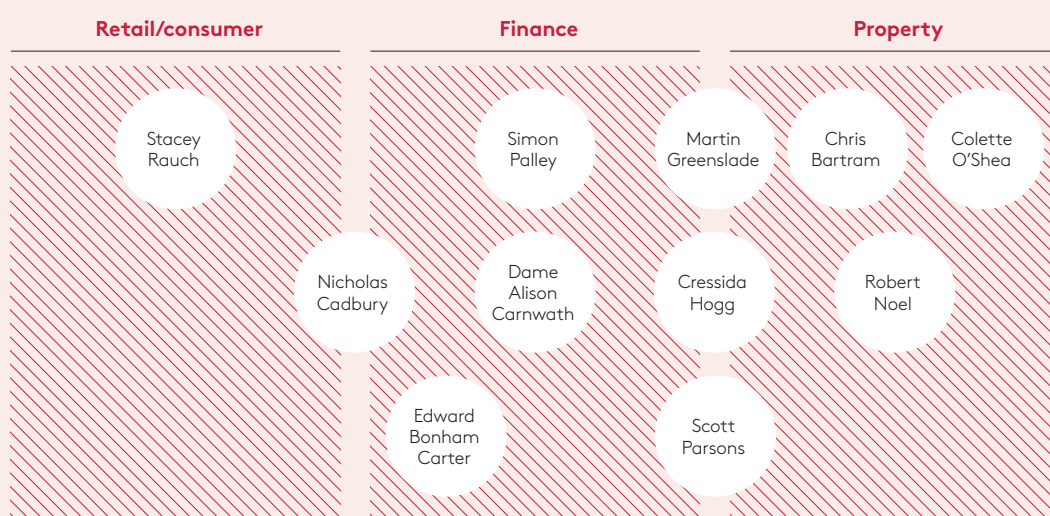 Retail/consumer
Finance
Property
Stacey
Rauch
Simon
Palley
Martin
Greenslade
Chris
Bartram
Colette
O’Shea
Nicholas
Cadbury
Dame
Alison
Carnwath
Cressida
Hogg
Robert
Noel
Edward
Bonham
Carter
Scott
Parsons